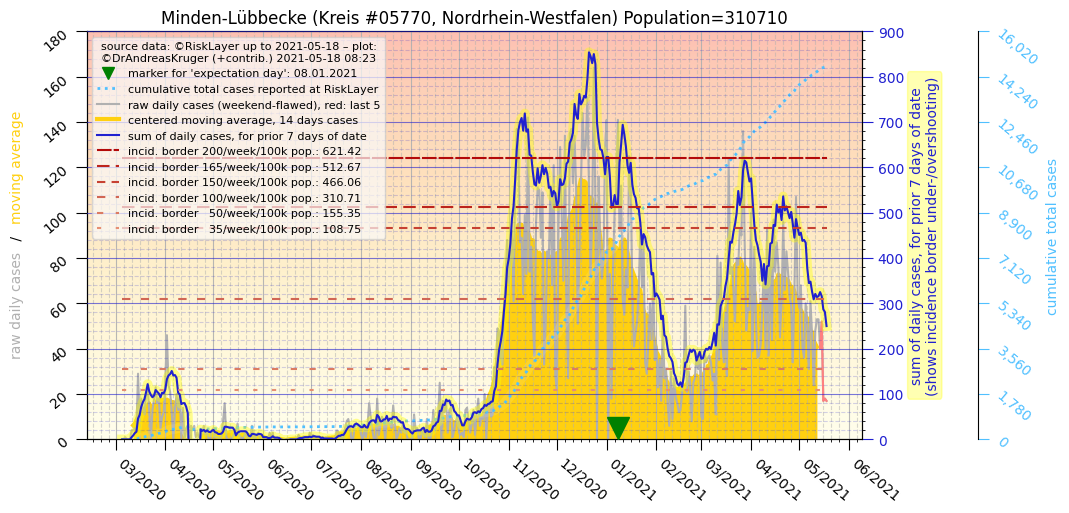 Minden-Lübbecke (Kreis #05770, Nordrhein-Westfalen) Population=310710
source data: ©RiskLayer up to 2021-05-18 – plot:
©DrAndreasKruger (+contrib.) 2021-05-18 08:23
marker for 'expectation day': 08.01.2021
cumulative total cases reported at RiskLayer
raw daily cases (weekend-flawed), red: last 5
centered moving average, 14 days cases
sum of daily cases, for prior 7 days of date
incid. border 200/week/100k pop.: 621.42
incid. border 165/week/100k pop.: 512.67
incid. border 150/week/100k pop.: 466.06
incid. border 100/week/100k pop.: 310.71
incid. border   50/week/100k pop.: 155.35
incid. border   35/week/100k pop.: 108.75
raw daily cases   /   moving average
180
160
140
120
100
80
60
40
20
0
900
800
700
600
500
400
300
200
100
0
sum of daily cases, for prior 7 days of date
(shows incidence border under-/overshooting)
16,020
14,240
12,460
10,680
8,900
7,120
5,340
3,560
1,780
0
cumulative total cases
03/2020
04/2020
05/2020
06/2020
07/2020
08/2020
09/2020
10/2020
11/2020
12/2020
01/2021
02/2021
03/2021
04/2021
05/2021
06/2021